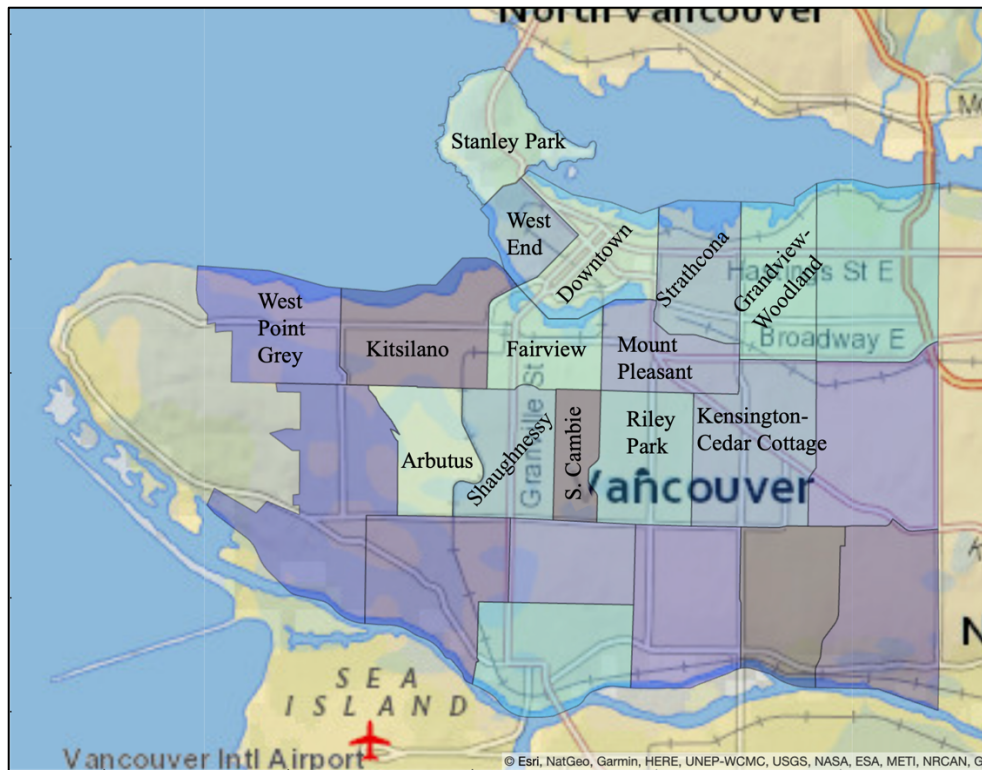 North Vancouver
Stanley Park
West
End
Downtown
Strathcona
Grandview-
Woodland
Hastings St E
Broadway E
West
Point
Grey
Kitsilano
Fairview
Mount
Pleasant
Arbutus
Shaughnessy
Granville St
S. Cambie
Riley
Park
Kensington-
Cedar Cottage
Vancouver
SEA
ISLAND
Vancouver Intl Airport
© Esri, NatGeo, Garmin, HERE, UNEP-WCMC, USGS, NASA, ESA, METI, NRCAN, G